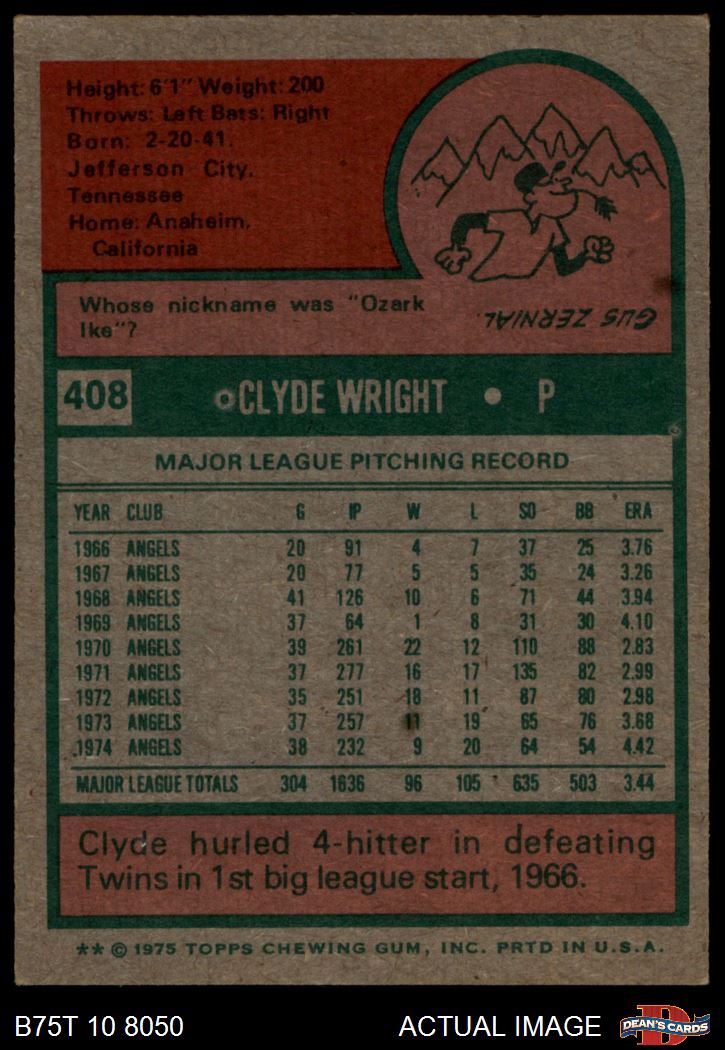 Height: 6'1" Weight: 200
Throws: Left Bats: Right
Born: 2-20-41.
Jefferson City,
Tennessee
Home: Anaheim,
California
Whose nickname was "Ozark
Ike"?
GUS ZERNIAL.
408 CLYDE WRIGHT • P
MAJOR LEAGUE PITCHING RECORD
YEAR CLUB G IP W L SO BB ERA
1966 ANGELS 20 91 4 7 37 25 3.76
1967 ANGELS 20 77 5 5 35 24 3.26
1968 ANGELS 41 126 10 6 71 44 3.94
1969 ANGELS 37 64 1 8 31 30 4.10
1970 ANGELS 39 261 22 12 110 88 2.83
1971 ANGELS 37 277 16 17 135 82 2.99
1972 ANGELS 35 251 18 11 87 80 2.98
1973 ANGELS 37 257 11 19 65 76 3.68
1974 ANGELS 38 232 9 20 64 54 4.42
MAJOR LEAGUE TOTALS 304 1636 96 105 635 503 3.44
Clyde hurled 4-hitter in defeating
Twins in 1st big league start, 1966.
** © 1975 TOPPS CHEWING GUM, INC. PRTD IN U.S.A.
B75T 10 8050 ACTUAL IMAGE D DEAN'S CARDS